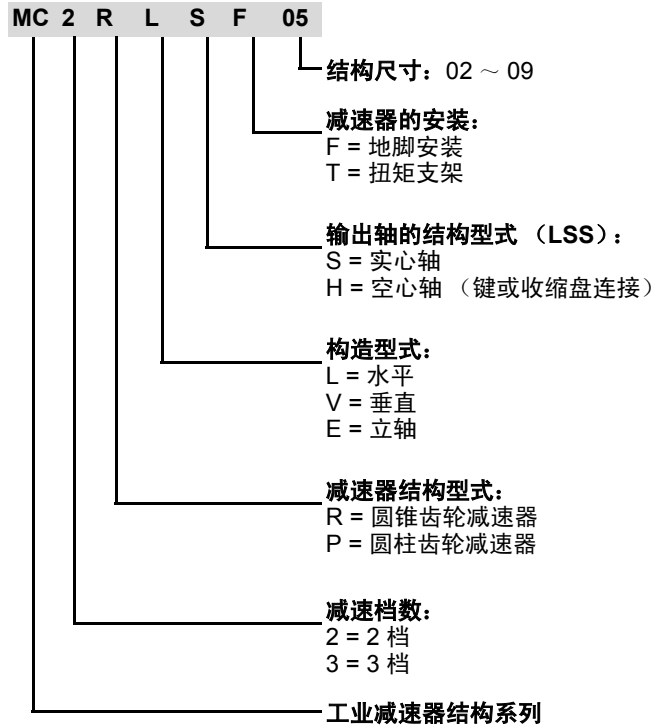 MC 2 R L S F 05
结构尺寸：02 ～ 09
减速器的安装：
F = 地脚安装
T = 扭矩支架
输出轴的结构型式 （LSS）：
S = 实心轴
H = 空心轴 （键或收缩盘连接）
构造型式：
L = 水平
V = 垂直
E = 立轴
减速器结构型式：
R = 圆锥齿轮减速器
P = 圆柱齿轮减速器
减速档数：
2 = 2 档
3 = 3 档
工业减速器结构系列